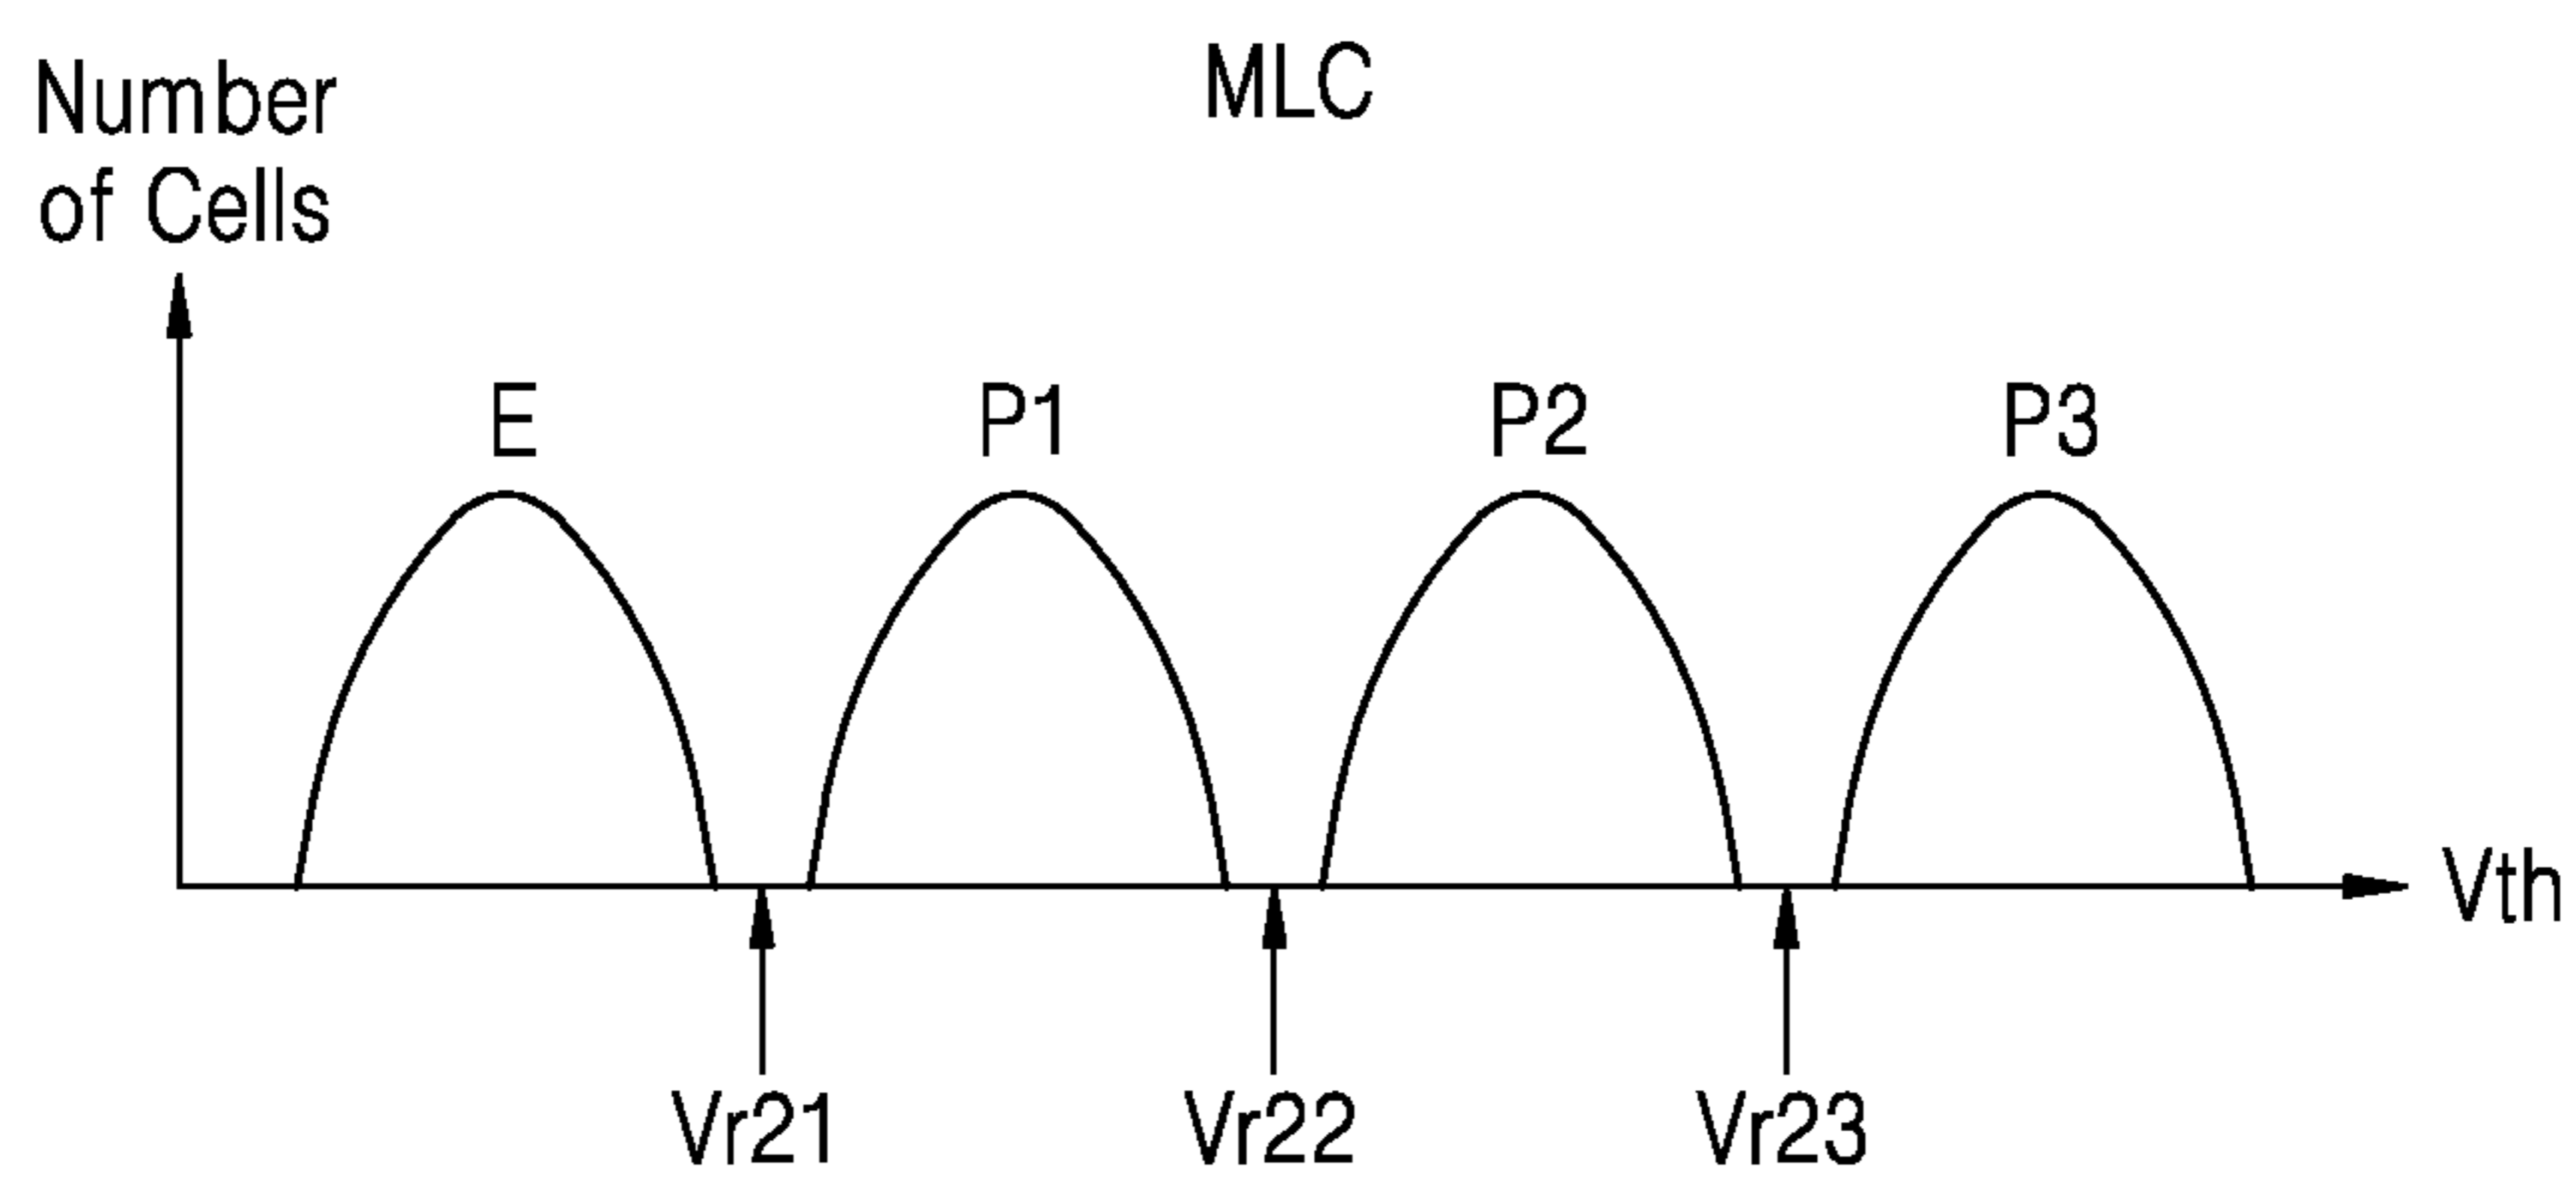 MLC
Number
of Cells
E
P1
P2
P3
Vth
Vr21
Vr22
Vr23